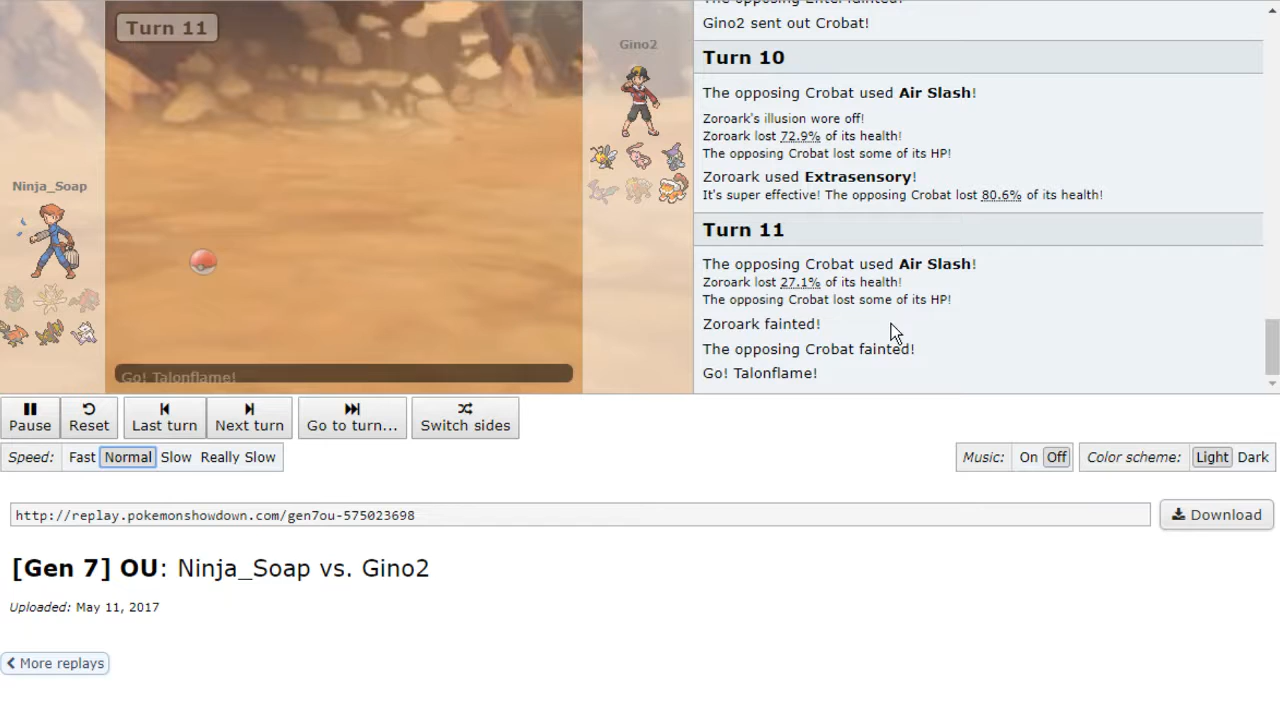 Turn 11
Gino2
Ninja_Soap
Go! Talonflame!
Gino2 sent out Crobat!
Turn 10
The opposing Crobat used Air Slash!
Zoroark's illusion wore off!
Zoroark lost 72.9% of its health!
The opposing Crobat lost some of its HP!
Zoroark used Extrasensory!
It's super effective! The opposing Crobat lost 80.6% of its health!
Turn 11
The opposing Crobat used Air Slash!
Zoroark lost 27.1% of its health!
The opposing Crobat lost some of its HP!
Zoroark fainted!
The opposing Crobat fainted!
Go! Talonflame!
Pause
Reset
Last turn
Next turn
Go to turn...
Switch sides
Speed: Fast Normal Slow Really Slow
Music: On Off
Color scheme: Light Dark
http://replay.pokemonshowdown.com/gen7ou-575023698
Download
[Gen 7] OU: Ninja_Soap vs. Gino2
Uploaded: May 11, 2017
More replays